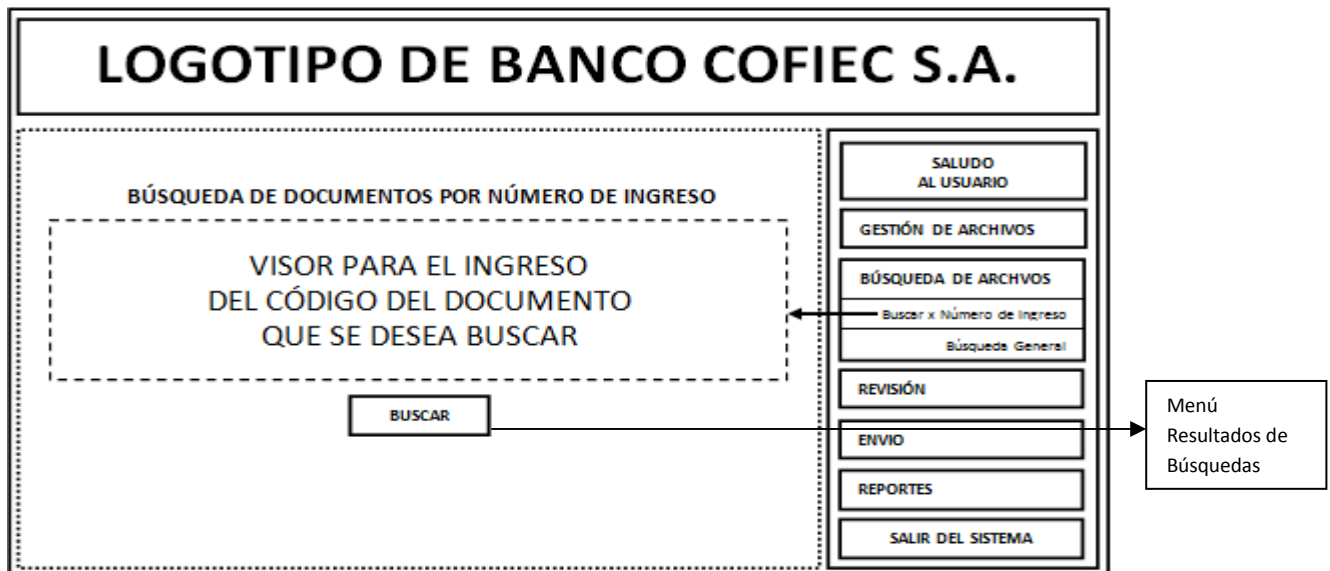 LOGOTIPO DE BANCO COFIEC S.A.
BÚSQUEDA DE DOCUMENTOS POR NÚMERO DE INGRESO
VISOR PARA EL INGRESO
DEL CÓDIGO DEL DOCUMENTO
QUE SE DESEA BUSCAR
BUSCAR
SALUDO
AL USUARIO
GESTIÓN DE ARCHIVOS
BÚSQUEDA DE ARCHVOS
Buscar x Número de Ingreso
Búsqueda General
REVISIÓN
ENVIO
REPORTES
SALIR DEL SISTEMA
Menú
Resultados de
Búsquedas